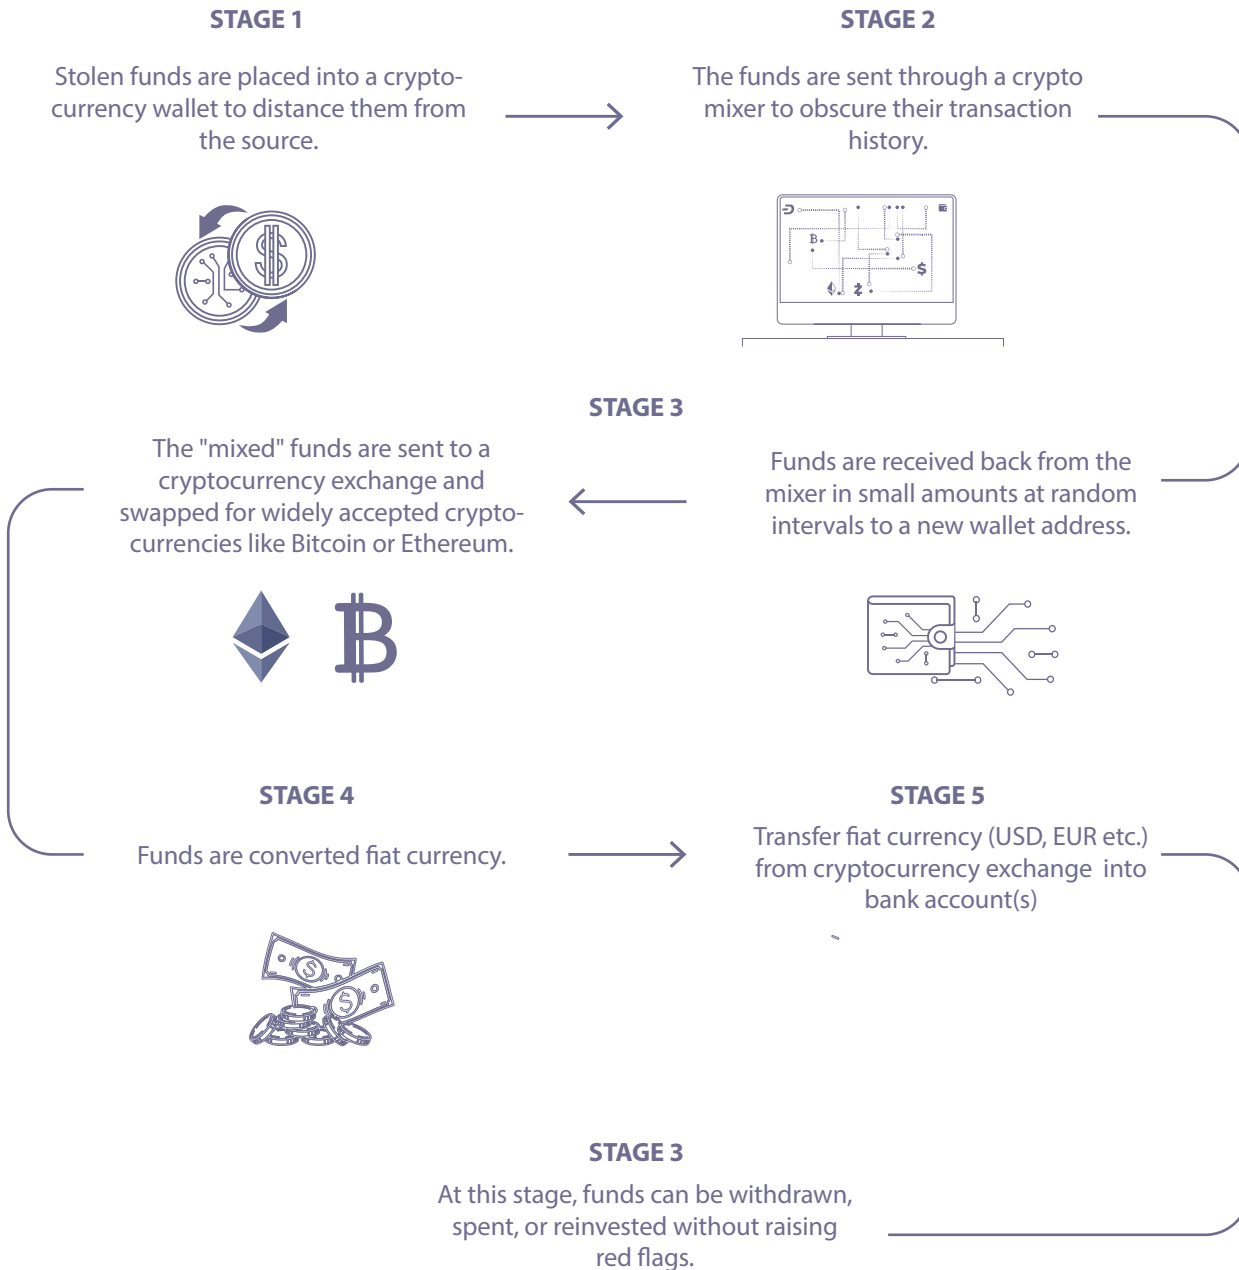 STAGE 1
Stolen funds are placed into a crypto-
currency wallet to distance them from
the source.
STAGE 2
The funds are sent through a crypto
mixer to obscure their transaction
history.
STAGE 3
Funds are received back from the
mixer in small amounts at random
intervals to a new wallet address.
The "mixed" funds are sent to a
cryptocurrency exchange and
swapped for widely accepted crypto-
currencies like Bitcoin or Ethereum.
STAGE 4
Funds are converted fiat currency.
STAGE 5
Transfer fiat currency (USD, EUR etc.)
from cryptocurrency exchange into
bank account(s)
STAGE 3
At this stage, funds can be withdrawn,
spent, or reinvested without raising
red flags.